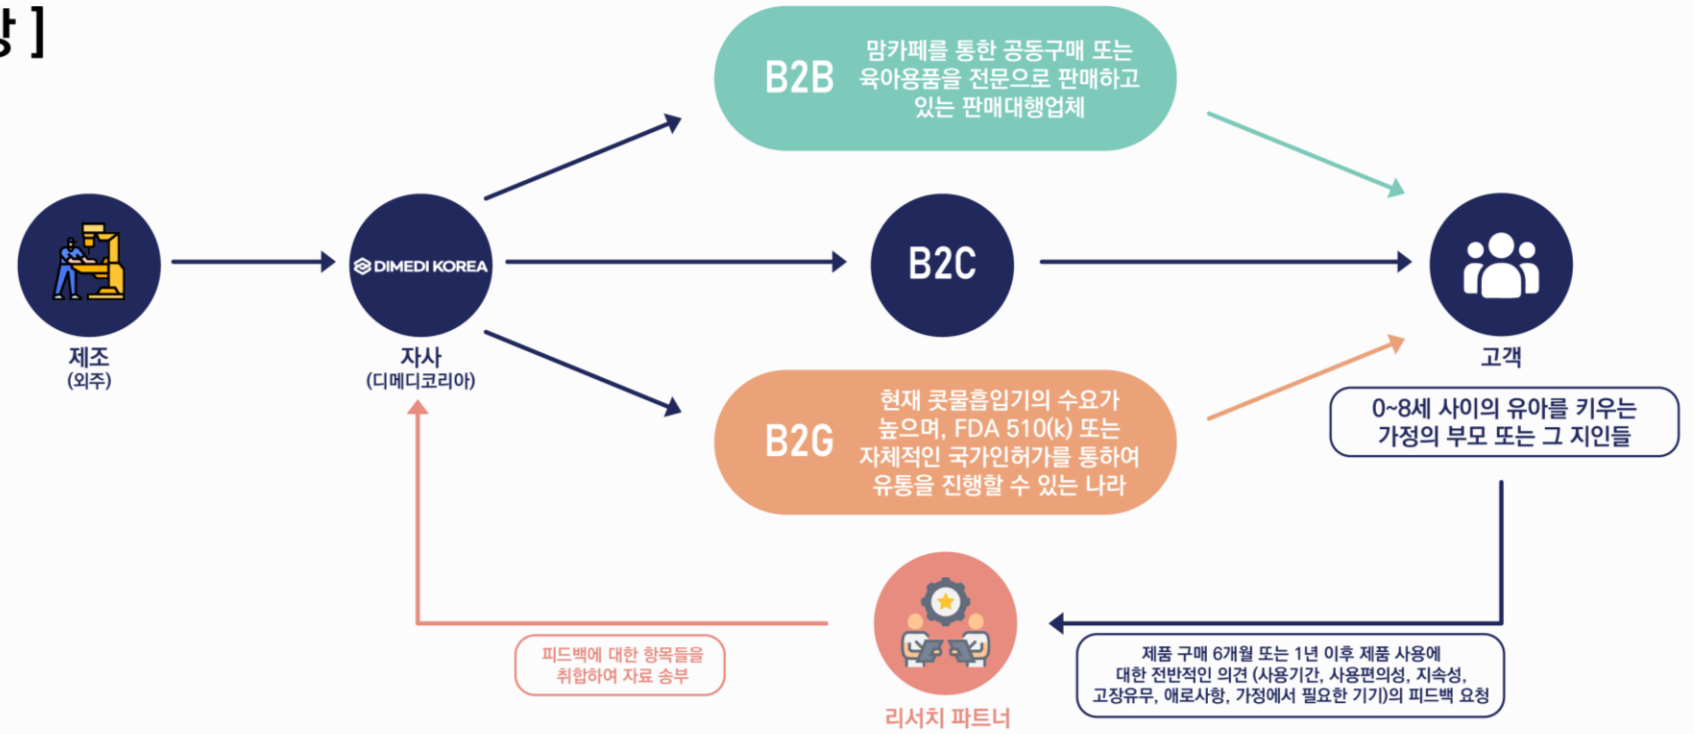 항 ]
B2B
맘카페를 통한 공동구매 또는
육아용품을 전문으로 판매하고
있는 판매대행업체
DIMEDI KOREA
B2C
제조
(외주)
자사
(디메디코리아)
고객
0~8세 사이의 유아를 키우는
가정의 부모 또는 그 지인들
B2G
현재 콧물흡입기의 수요가
높으며, FDA 510(k) 또는
자체적인 국가인허가를 통하여
유통을 진행할 수 있는 나라
피드백에 대한 항목들을
취합하여 자료 송부
리서치 파트너
제품 구매 6개월 또는 1년 이후 제품 사용에
대한 전반적인 의견 (사용기간, 사용편의성, 지속성,
고장유무, 애로사항, 가정에서 필요한 기기)의 피드백 요청